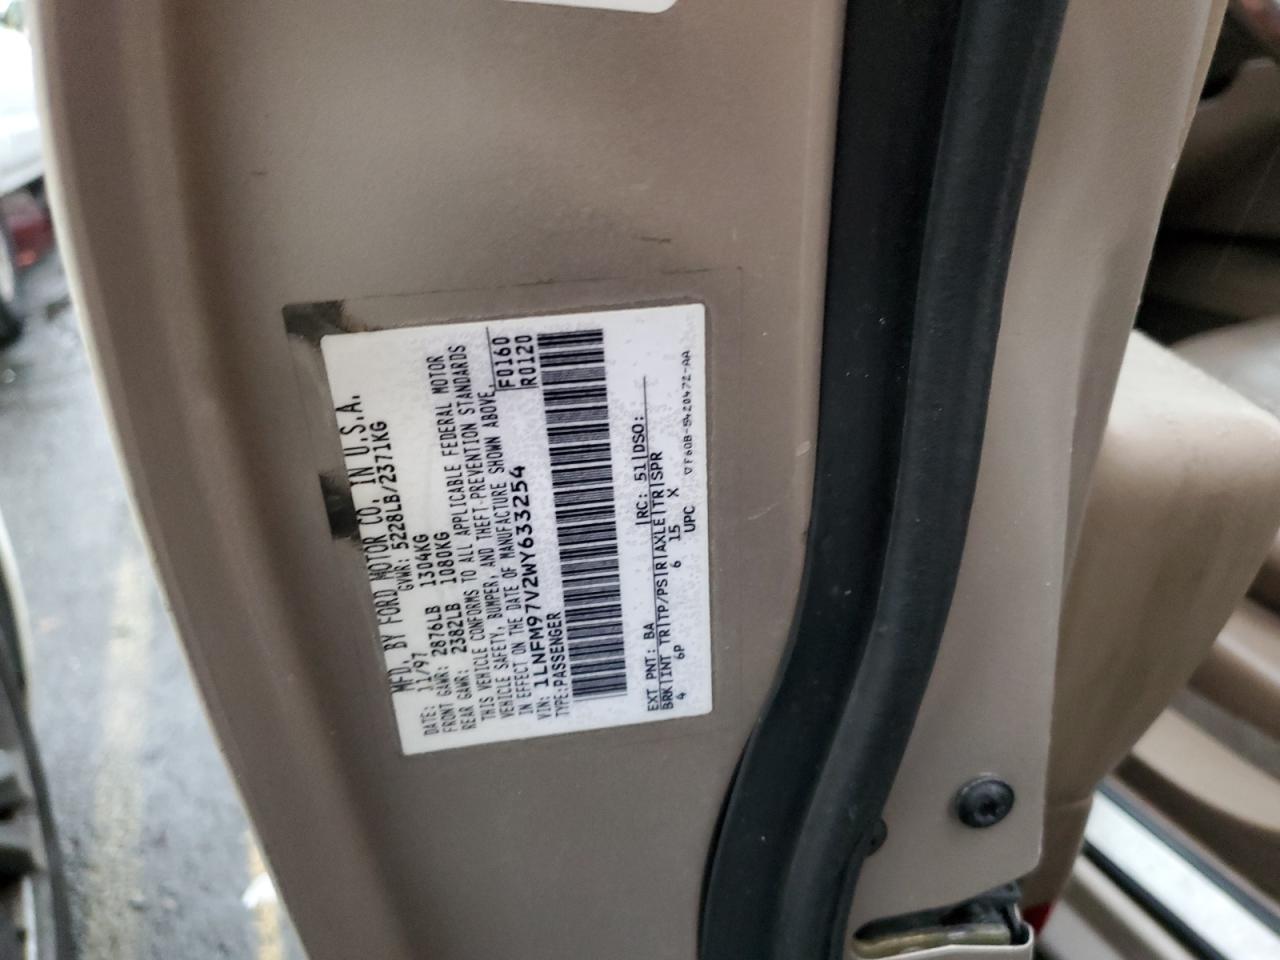 MFD. BY FORD MOTOR CO. IN U.S.A.
DATE: 11/97 GVWR: 5228LB/2371KG
FRONT GAWR: 2876LB 1304KG
REAR GAWR: 2382LB 1080KG
THIS VEHICLE CONFORMS TO ALL APPLICABLE FEDERAL MOTOR
VEHICLE SAFETY, BUMPER, AND THEFT-PREVENTION STANDARDS
IN EFFECT ON THE DATE OF MANUFACTURE SHOWN ABOVE.
VIN: 1LNFM97V2WY633254 F0160
TYPE:PASSENGER R0120
EXT PNT: BA RC: 51 DSO:
BRK INT TR TP/PS R AXLE TR SPR
4 6P 6 15 X
UPC
▽F60B-5420472-AA